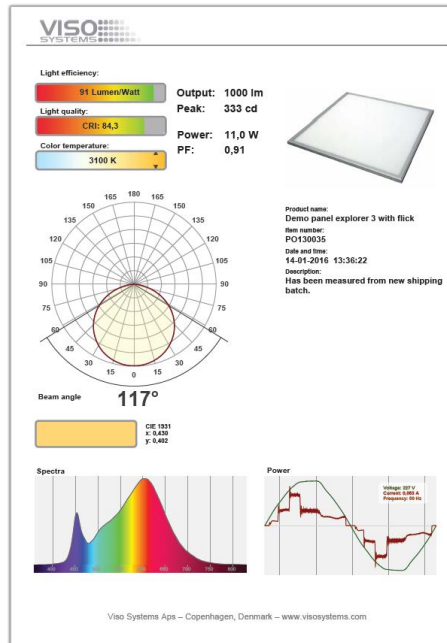 VISO
SYSTEMS
Light efficiency:
91 Lumen/Watt
Light quality:
CRI: 84,3
Color temperature:
3100 K
Output: 1000 lm
Peak: 333 cd
Power: 11,0 W
PF: 0,91
Product name:
Demo panel explorer 3 with flick
Item number:
PO130035
Date and time:
14-01-2016 13:36:22
Description:
Has been measured from new shipping
batch.
165 180 165
150 150
135 135
120 120
105 105
90 90
75 75
60 60
45 45
30 30
15 0 15
Beam angle 117°
CIE 1931
x: 0,430
y: 0,402
Spectra
Power
Voltage: 227 V
Frequency: 50 Hz
Viso Systems Aps – Copenhagen, Denmark – www.visosystems.com